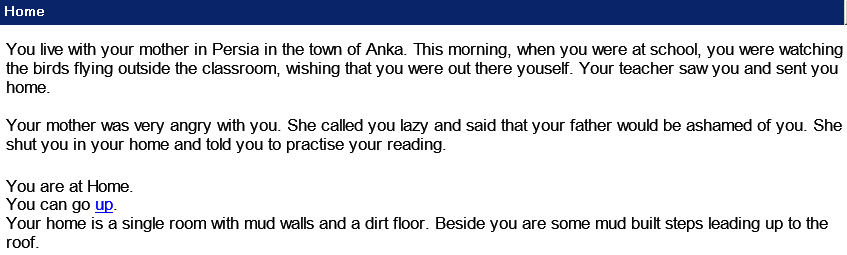 Home
You live with your mother in Persia in the town of Anka. This morning, when you were at school, you were watching
the birds flying outside the classroom, wishing that you were out there youself. Your teacher saw you and sent you
home.
Your mother was very angry with you. She called you lazy and said that your father would be ashamed of you. She
shut you in your home and told you to practise your reading.
You are at Home.
You can go up.
Your home is a single room with mud walls and a dirt floor. Beside you are some mud built steps leading up to the
roof.